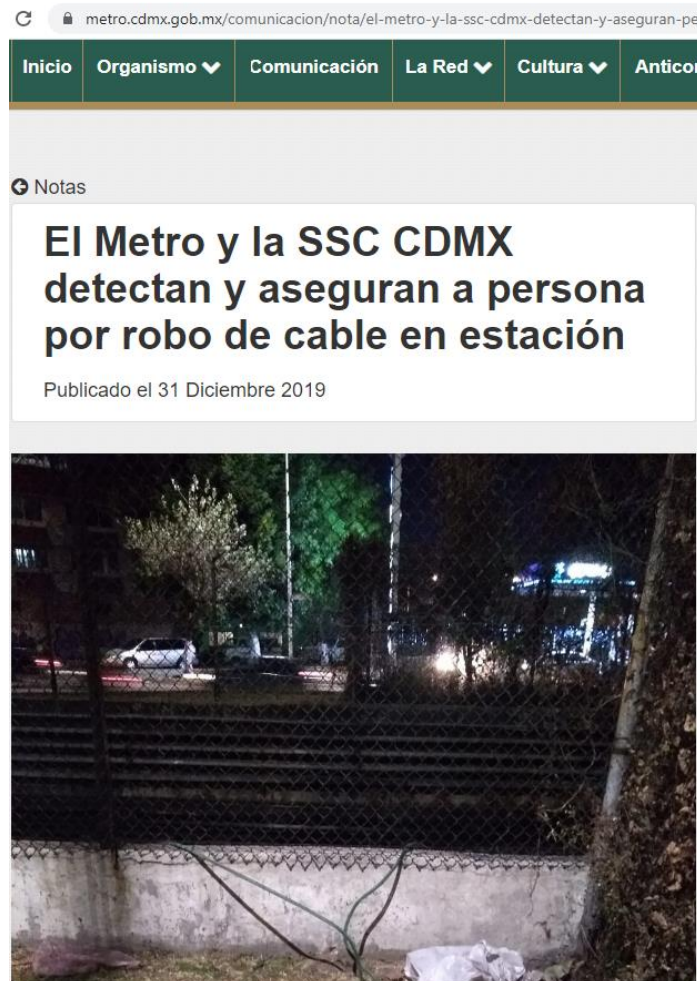 metro.cdmx.gob.mx/comunicacion/nota/el-metro-y-la-ssc-cdmx-detectan-y-aseguran-pe
Inicio Organismo Comunicación La Red Cultura Anticor
Notas
El Metro y la SSC CDMX
detectan y aseguran a persona
por robo de cable en estación
Publicado el 31 Diciembre 2019